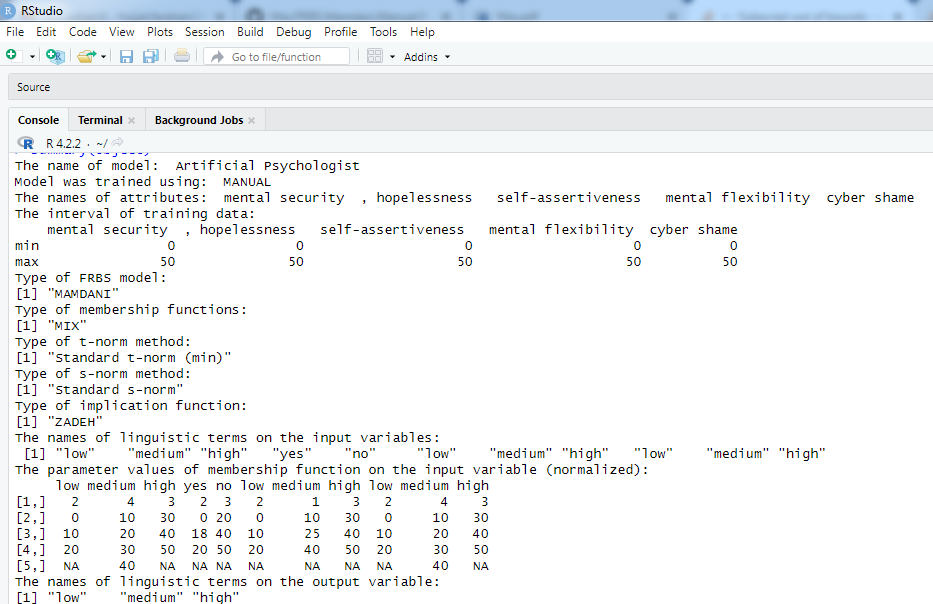 RStudio
File Edit Code View Plots Session Build Debug Profile Tools Help
Go to file/function Addins
Source
Console Terminal Background Jobs
R 4.2.2 · ~/
The name of model:  Artificial Psychologist
Model was trained using:  MANUAL
The names of attributes:  mental security  , hopelessness   self-assertiveness   mental flexibility  cyber shame
The interval of training data:
    mental security  , hopelessness   self-assertiveness   mental flexibility  cyber shame
min 0 0 0 0 0
max 50 50 50 50 50
Type of FRBS model:
[1] "MAMDANI"
Type of membership functions:
[1] "MIX"
Type of t-norm method:
[1] "Standard t-norm (min)"
Type of s-norm method:
[1] "Standard s-norm"
Type of implication function:
[1] "ZADEH"
The names of linguistic terms on the input variables:
[1] "low" "medium" "high" "yes" "no" "low" "medium" "high" "low" "medium" "high"
The parameter values of membership function on the input variable (normalized):
low medium high yes no low medium high low medium high
[1,] 2 4 3 2 3 2 1 3 2 4 3
[2,] 0 10 30 0 20 0 10 30 0 10 30
[3,] 10 20 40 18 40 10 25 40 10 20 40
[4,] 20 30 50 20 50 20 40 50 20 30 50
[5,] NA 40 NA NA NA NA NA NA NA 40 NA
The names of linguistic terms on the output variable:
[1] "low" "medium" "high"